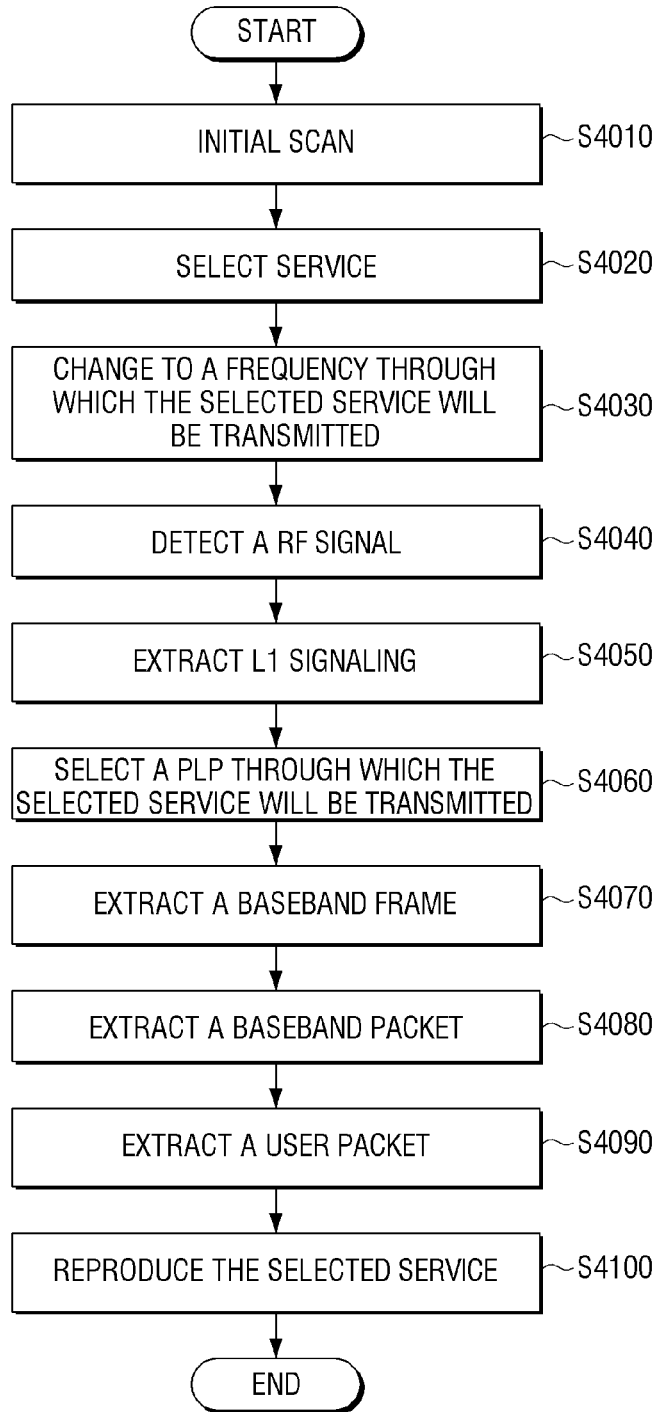 START
INITIAL SCAN
S4010
SELECT SERVICE
S4020
CHANGE TO A FREQUENCY THROUGH
WHICH THE SELECTED SERVICE WILL
BE TRANSMITTED
S4030
DETECT A RF SIGNAL
S4040
EXTRACT L1 SIGNALING
S4050
SELECT A PLP THROUGH WHICH THE
SELECTED SERVICE WILL BE TRANSMITTED
S4060
EXTRACT A BASEBAND FRAME
S4070
EXTRACT A BASEBAND PACKET
S4080
EXTRACT A USER PACKET
S4090
REPRODUCE THE SELECTED SERVICE
S4100
END